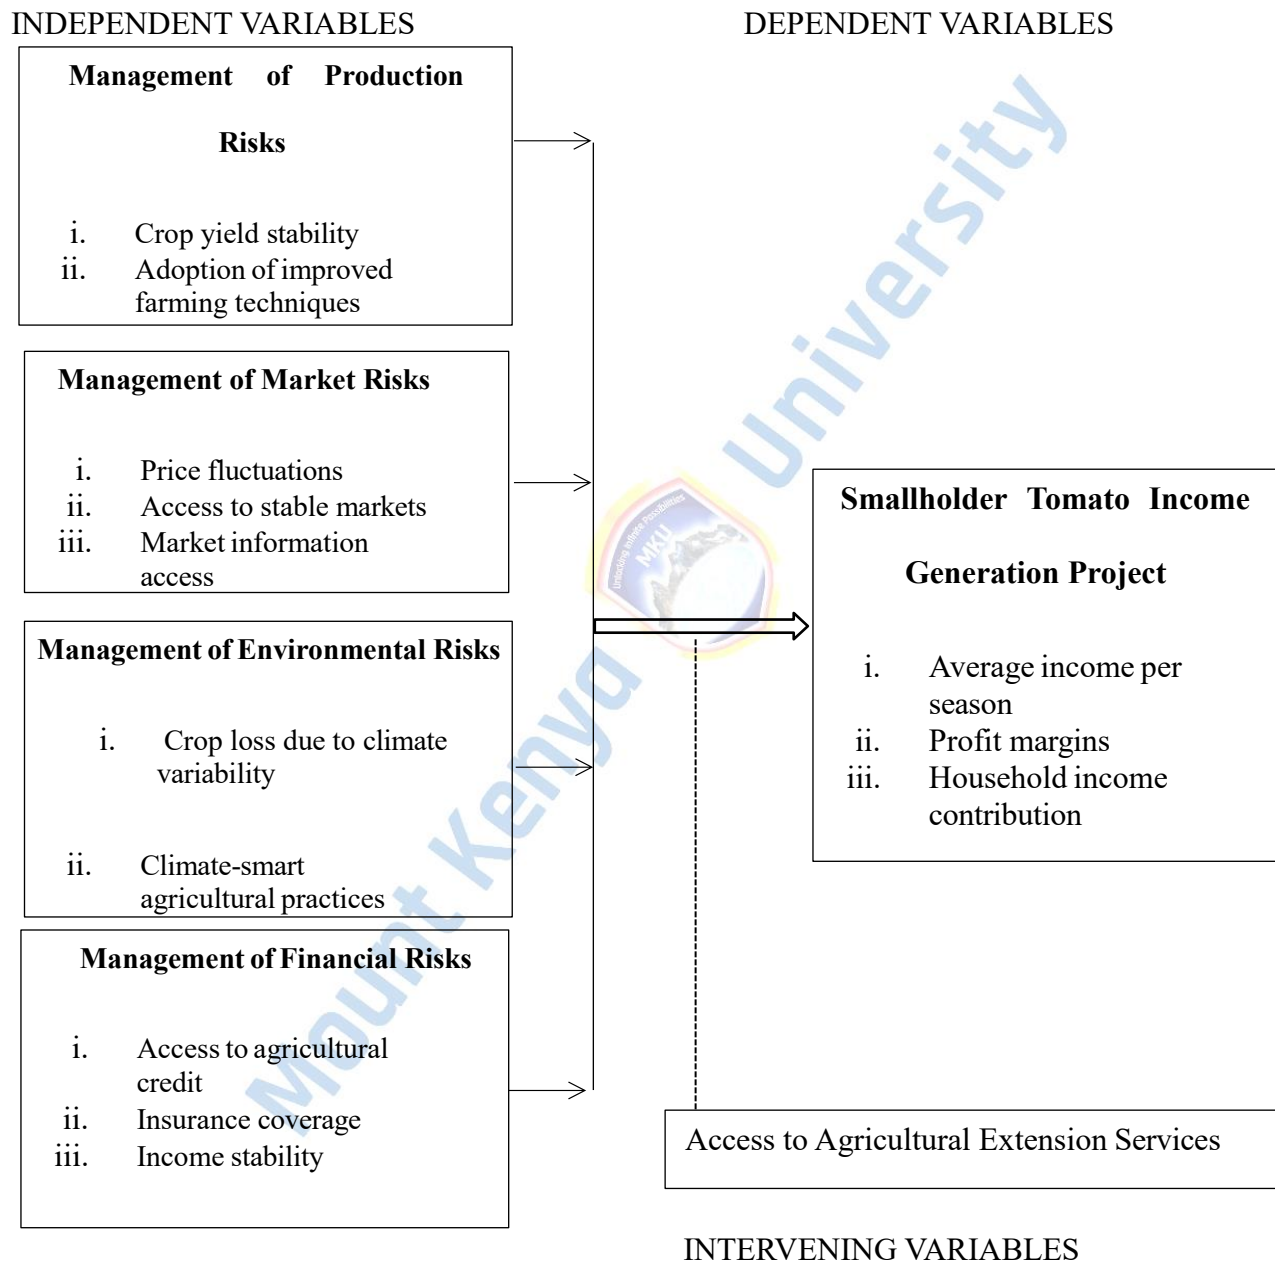 INDEPENDENT VARIABLES
DEPENDENT VARIABLES
Management of Production
Risks
i. Crop yield stability
ii. Adoption of improved
farming techniques
Management of Market Risks
i. Price fluctuations
ii. Access to stable markets
iii. Market information
access
Management of Environmental Risks
i. Crop loss due to climate
variability
ii. Climate-smart
agricultural practices
Management of Financial Risks
i. Access to agricultural
credit
ii. Insurance coverage
iii. Income stability
Smallholder Tomato Income
Generation Project
i. Average income per
season
ii. Profit margins
iii. Household income
contribution
Access to Agricultural Extension Services
INTERVENING VARIABLES
Mount Kenya University
MKU
Unlocking Infinite Possibilities